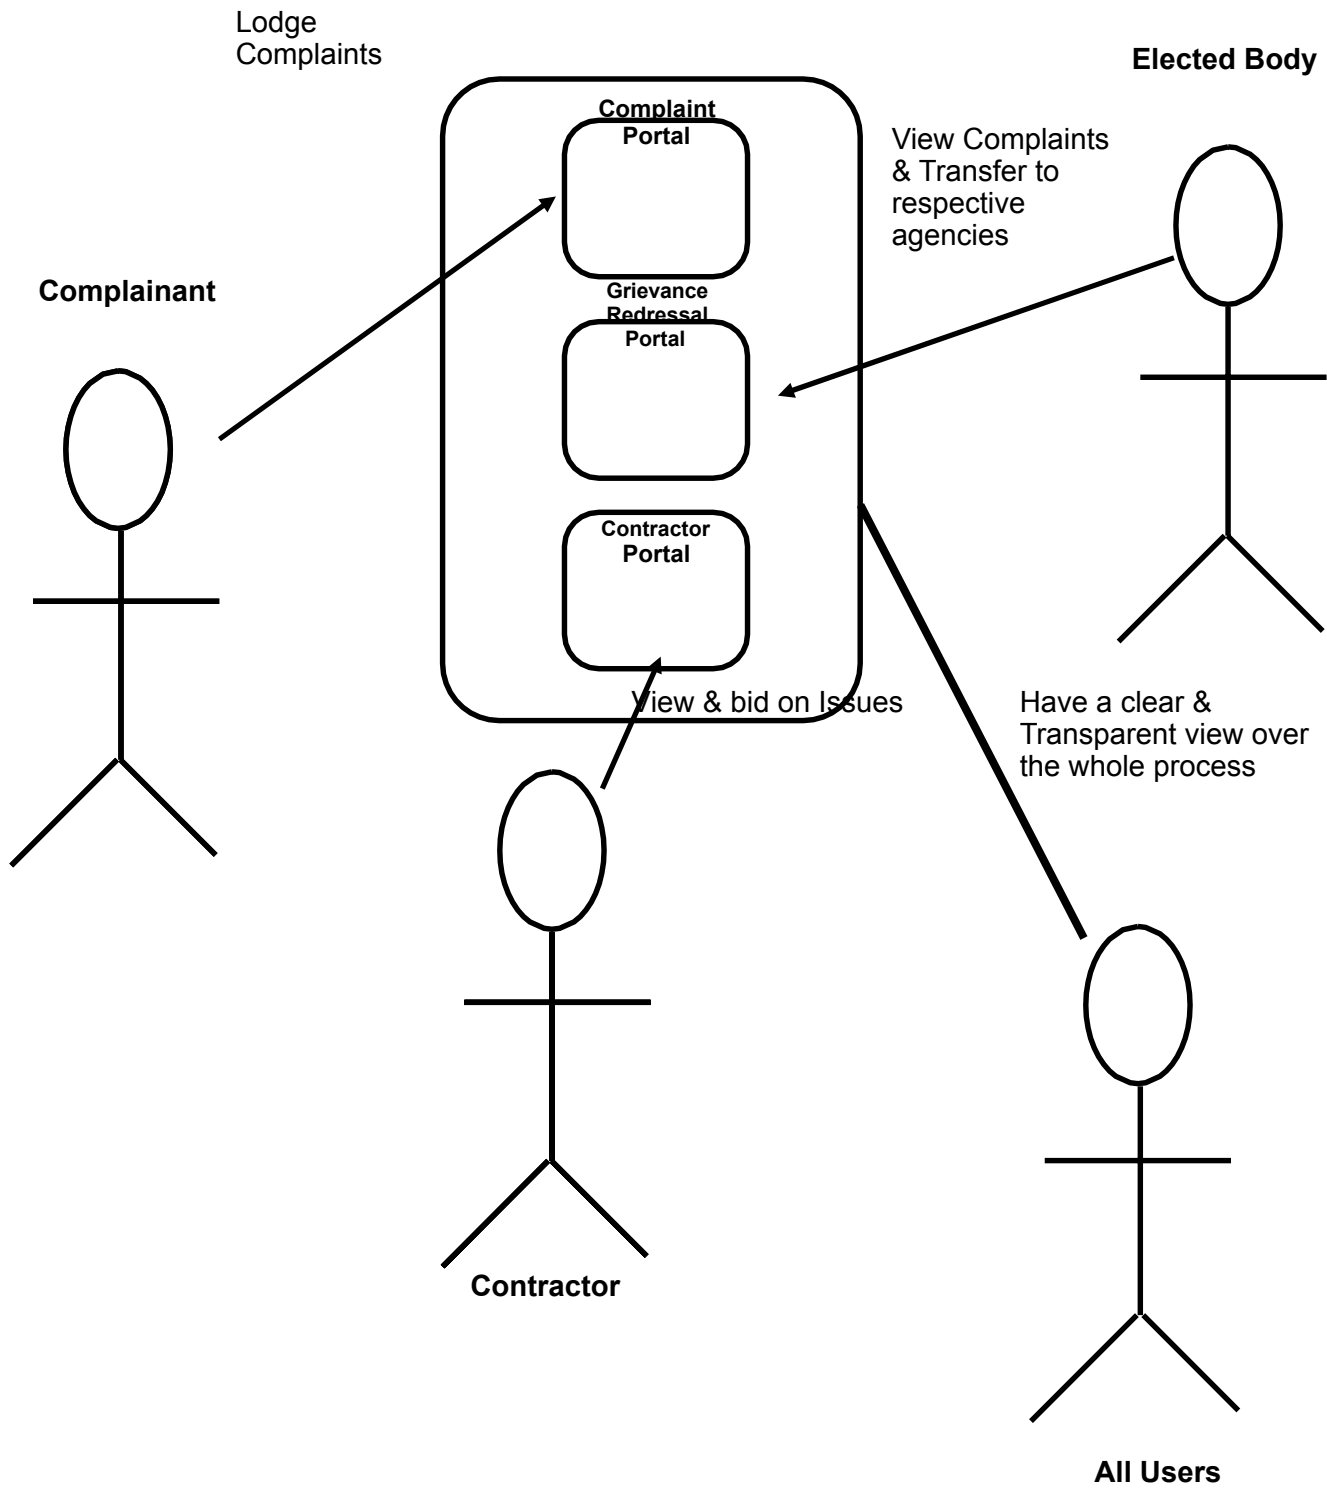 Lodge
Complaints
Elected Body
Complaint
Portal
View Complaints
& Transfer to
respective
agencies
Complainant
Grievance
Redressal
Portal
Contractor
Portal
View & bid on Issues
Have a clear &
Transparent view over
the whole process
Contractor
All Users